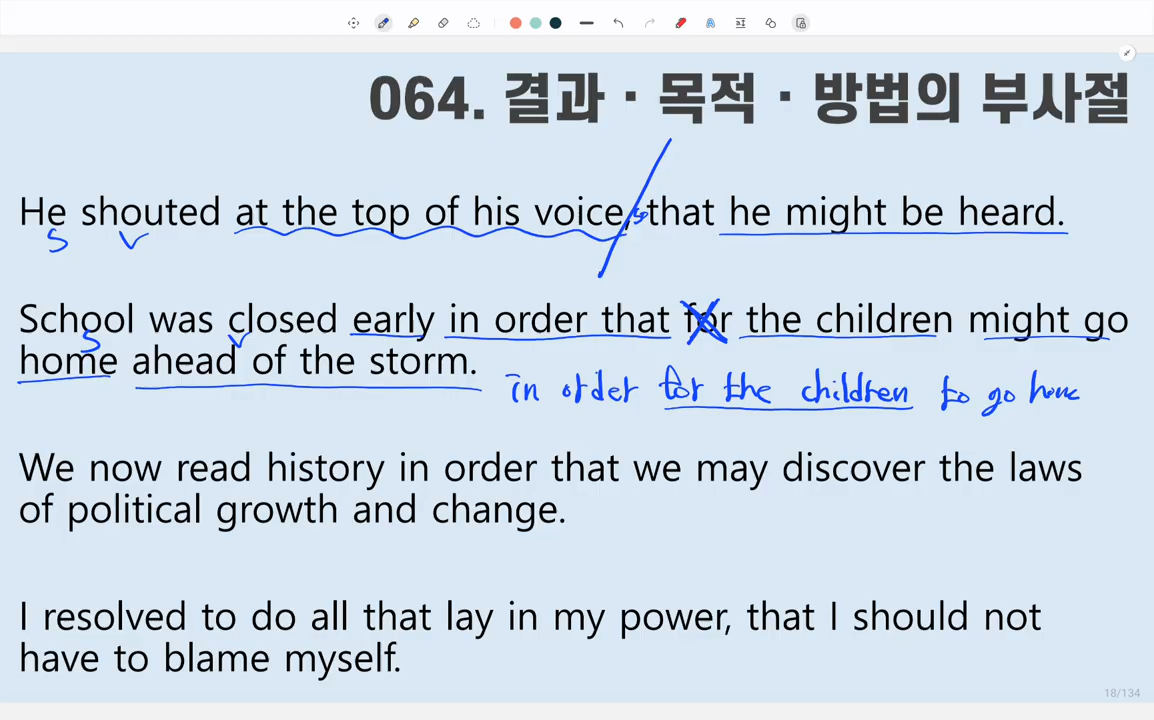 064. 결과 · 목적 · 방법의 부사절
He shouted at the top of his voice, so that he might be heard.
S V
School was closed early in order that for the children might go
S V
home ahead of the storm.
in order for the children to go home
We now read history in order that we may discover the laws
of political growth and change.
I resolved to do all that lay in my power, that I should not
have to blame myself.
18/134